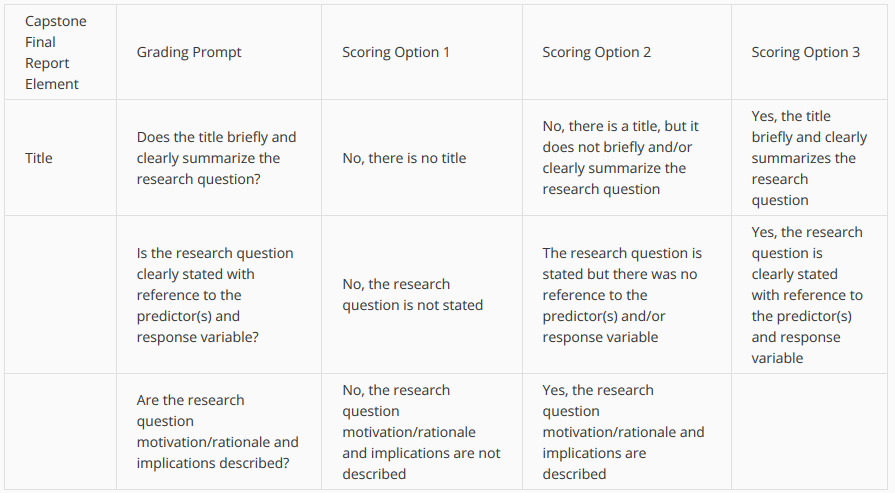 Capstone
Final
Report
Element
Grading Prompt
Scoring Option 1
Scoring Option 2
Scoring Option 3
Title
Does the title briefly and
clearly summarize the
research question?
No, there is no title
No, there is a title, but it
does not briefly and/or
clearly summarize the
research question
Yes, the title
briefly and clearly
summarizes the
research
question
Is the research question
clearly stated with
reference to the
predictor(s) and
response variable?
No, the research
question is not stated
The research question is
stated but there was no
reference to the
predictor(s) and/or
response variable
Yes, the research
question is
clearly stated
with reference to
the predictor(s)
and response
variable
Are the research
question
motivation/rationale and
implications described?
No, the research
question
motivation/rationale
and implications are not
described
Yes, the research
question
motivation/rationale and
implications are
described